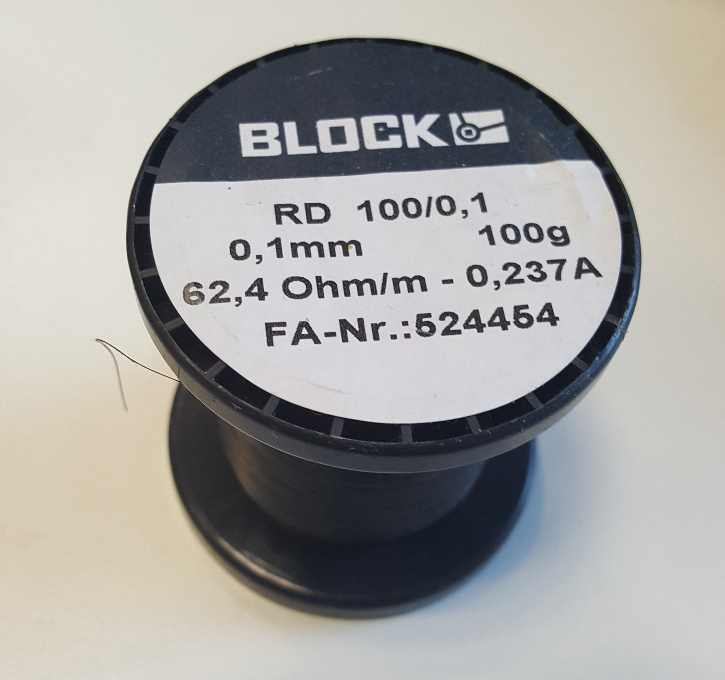 BLOCK
RD 100/0,1
0,1mm 100g
62,4 Ohm/m - 0,237A
FA-Nr.:524454